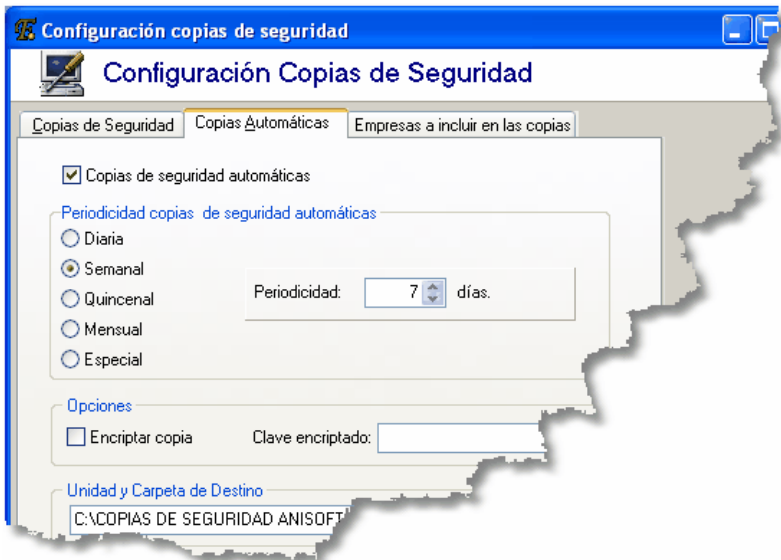 Configuración copias de seguridad
Configuración Copias de Seguridad
Copias de Seguridad Copias Automáticas Empresas a incluir en las copias
Copias de seguridad automáticas
Periodicidad copias de seguridad automáticas
Diaria
Semanal
Periodicidad: 7 días.
Quincenal
Mensual
Especial
Opciones
Encriptar copia Clave encriptado:
Unidad y Carpeta de Destino
C:\COPIAS DE SEGURIDAD ANISOFT